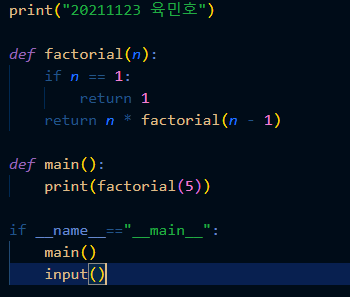 print("20211123 육민호")
def factorial(n):
    if n == 1:
        return 1
    return n * factorial(n - 1)
def main():
    print(factorial(5))
if __name__=="__main__":
    main()
    input()